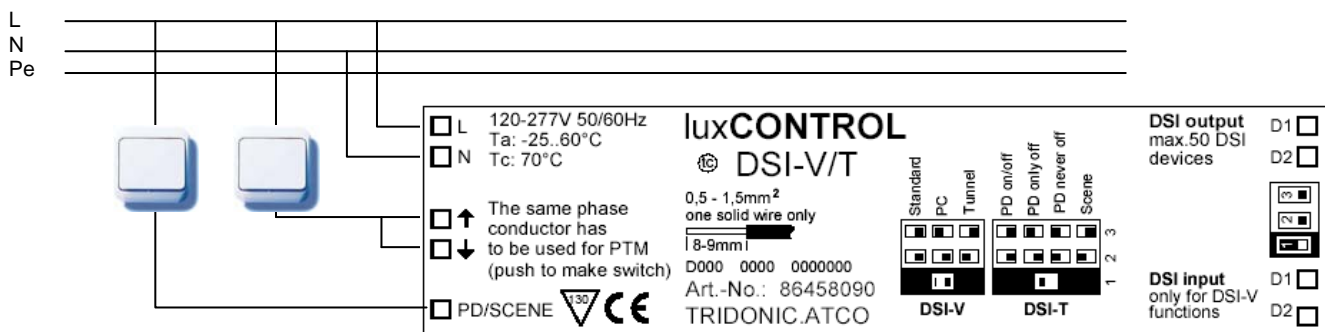 L
N
Pe
L
N
120-277V 50/60Hz
Ta: -25..60°C
Tc: 70°C
↑
↓
The same phase
conductor has
to be used for PTM
(push to make switch)
PD/SCENE
130
CE
luxCONTROL
tc
DSI-V/T
0,5 - 1,5mm²
one solid wire only
8-9mm
D000 0000 0000000
Art.-No.: 86458090
TRIDONIC.ATCO
Standard
PC
Tunnel
PD on/off
PD only off
PD never off
Scene
3
2
1
DSI-V
DSI-T
DSI output
max.50 DSI
devices
D1
D2
3
2
1
DSI input
only for DSI-V
functions
D1
D2